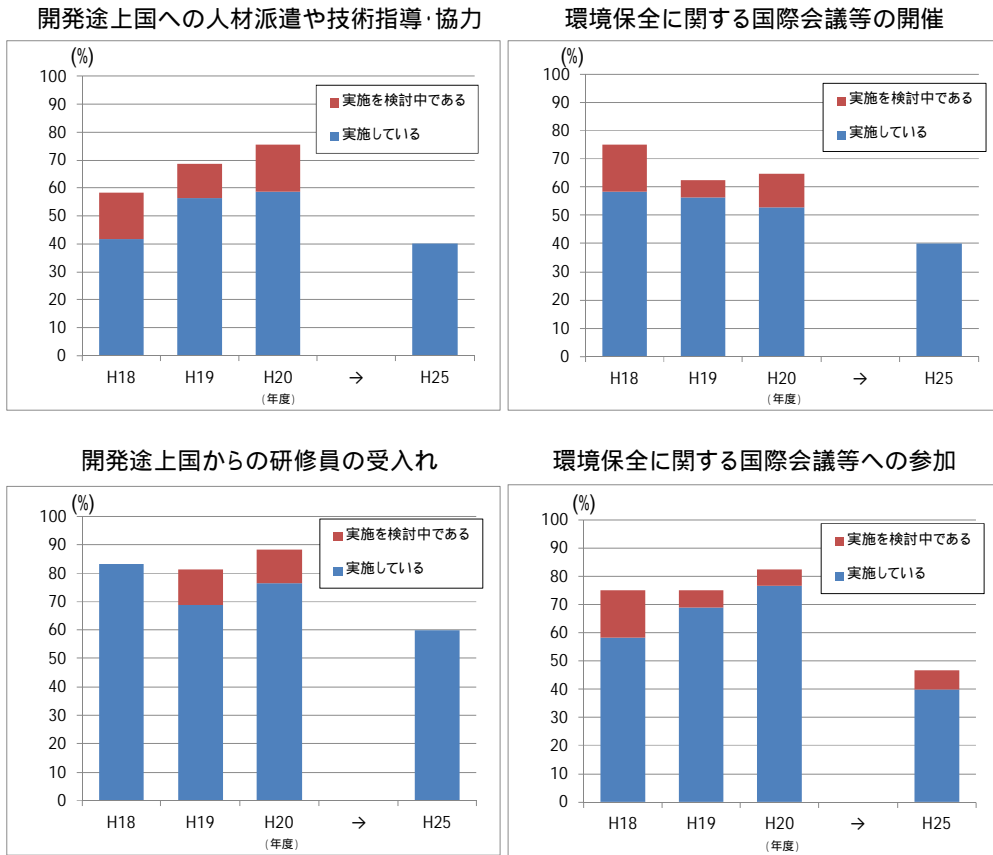 開発途上国への人材派遣や技術指導・協力
(%)
100
90
80
70
60
50
40
30
20
10
0
実施を検討中である
実施している
H18 H19 H20 → H25
(年度)
環境保全に関する国際会議等の開催
(%)
100
90
80
70
60
50
40
30
20
10
0
実施を検討中である
実施している
H18 H19 H20 → H25
(年度)
開発途上国からの研修員の受入れ
(%)
100
90
80
70
60
50
40
30
20
10
0
実施を検討中である
実施している
H18 H19 H20 → H25
(年度)
環境保全に関する国際会議等への参加
(%)
100
90
80
70
60
50
40
30
20
10
0
実施を検討中である
実施している
H18 H19 H20 → H25
(年度)